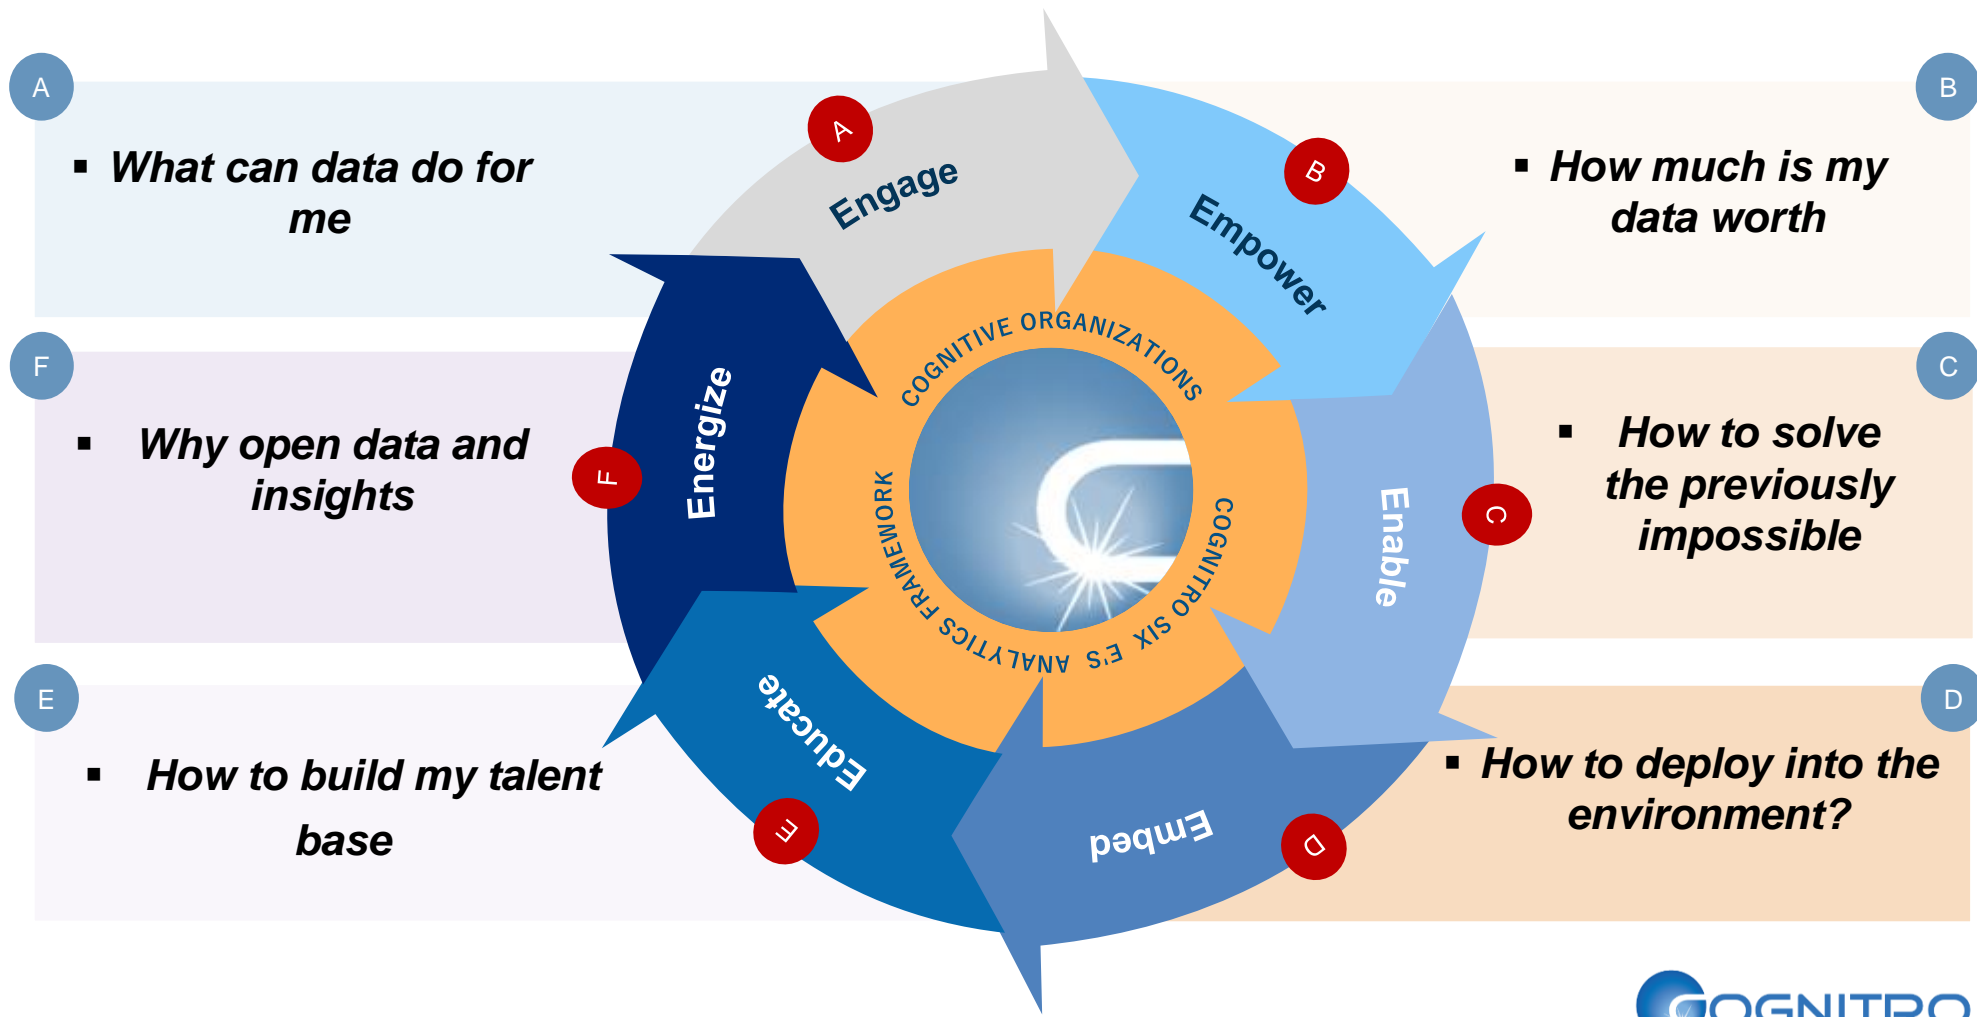 A
▪ What can data do for
me
B
▪ How much is my
data worth
F
▪ Why open data and
insights
C
▪ How to solve
the previously
impossible
E
▪ How to build my talent
base
D
▪ How to deploy into the
environment?
A
Engage
B
Empower
C
Enable
D
Embed
E
Educate
F
Energize
COGNITIVE ORGANIZATIONS
COGNITRO SIX E'S ANALYTICS FRAMEWORK
COGNITRO